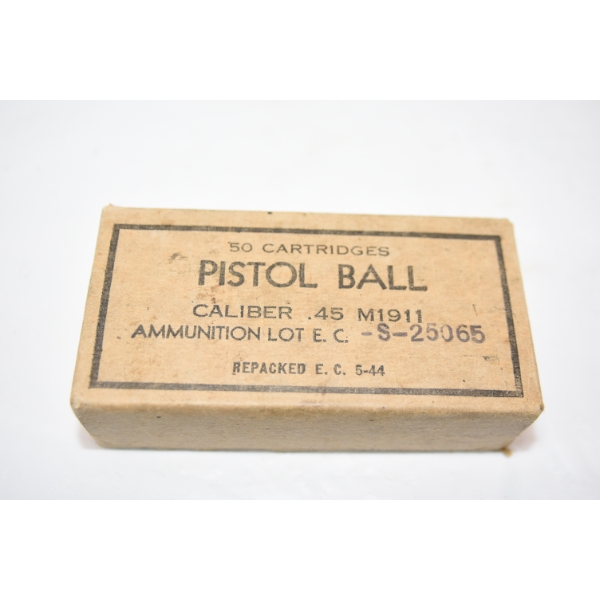 50 CARTRIDGES
PISTOL BALL
CALIBER .45 M1911
AMMUNITION LOT E. C. -S-25065
REPACKED E. C. 5-44